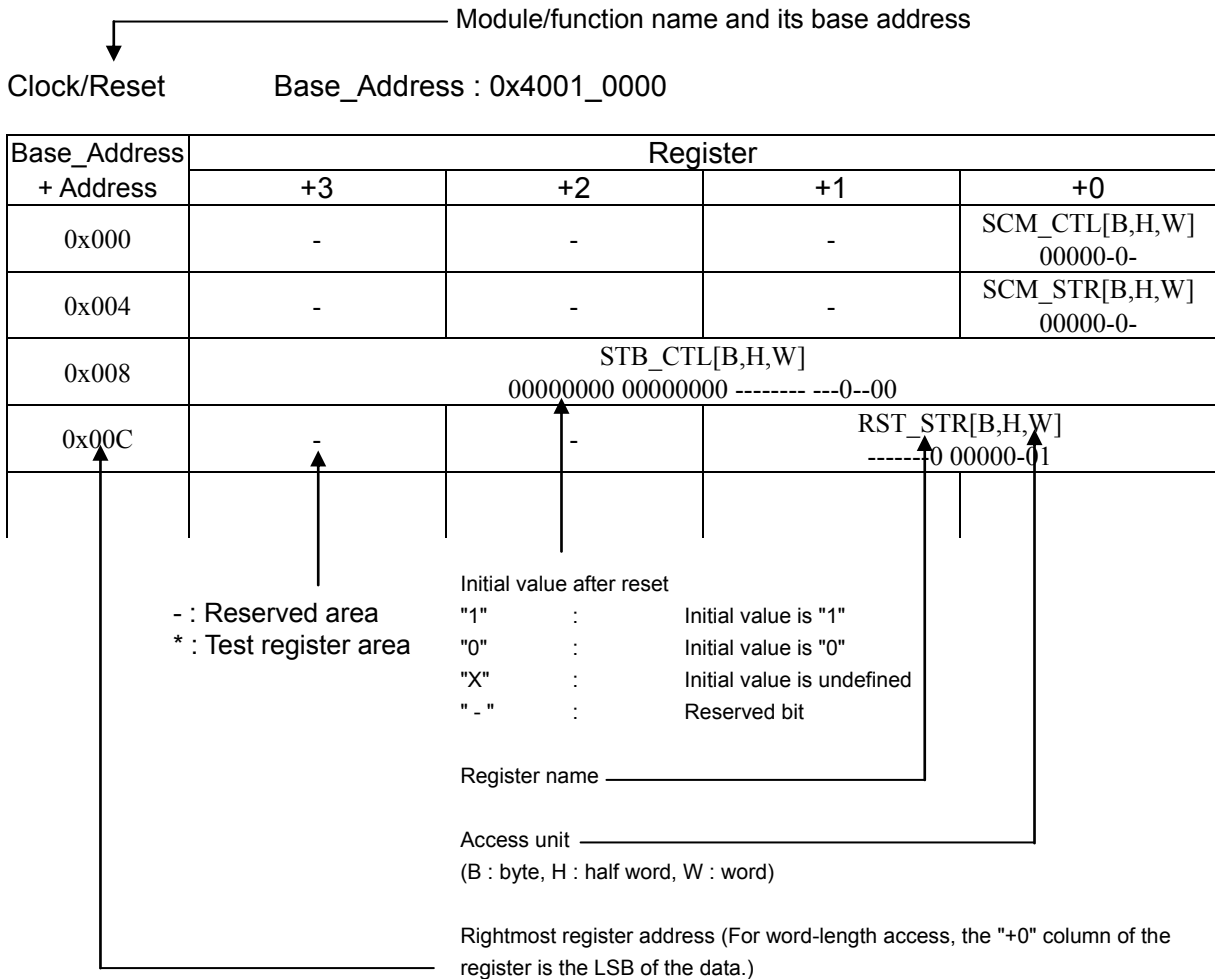 Module/function name and its base address
Clock/Reset Base_Address : 0x4001_0000
Base_Address + Address Register
+3 +2 +1 +0
0x000 - - - SCM_CTL[B,H,W]
00000-0-
0x004 - - - SCM_STR[B,H,W]
00000-0-
0x008 STB_CTL[B,H,W]
00000000 00000000 -------- ---0--00
0x00C - - RST_STR[B,H,W]
-------0 00000-01
- : Reserved area
* : Test register area
Initial value after reset
"1" : Initial value is "1"
"0" : Initial value is "0"
"X" : Initial value is undefined
" - " : Reserved bit
Register name
Access unit
(B : byte, H : half word, W : word)
Rightmost register address (For word-length access, the "+0" column of the
register is the LSB of the data.)